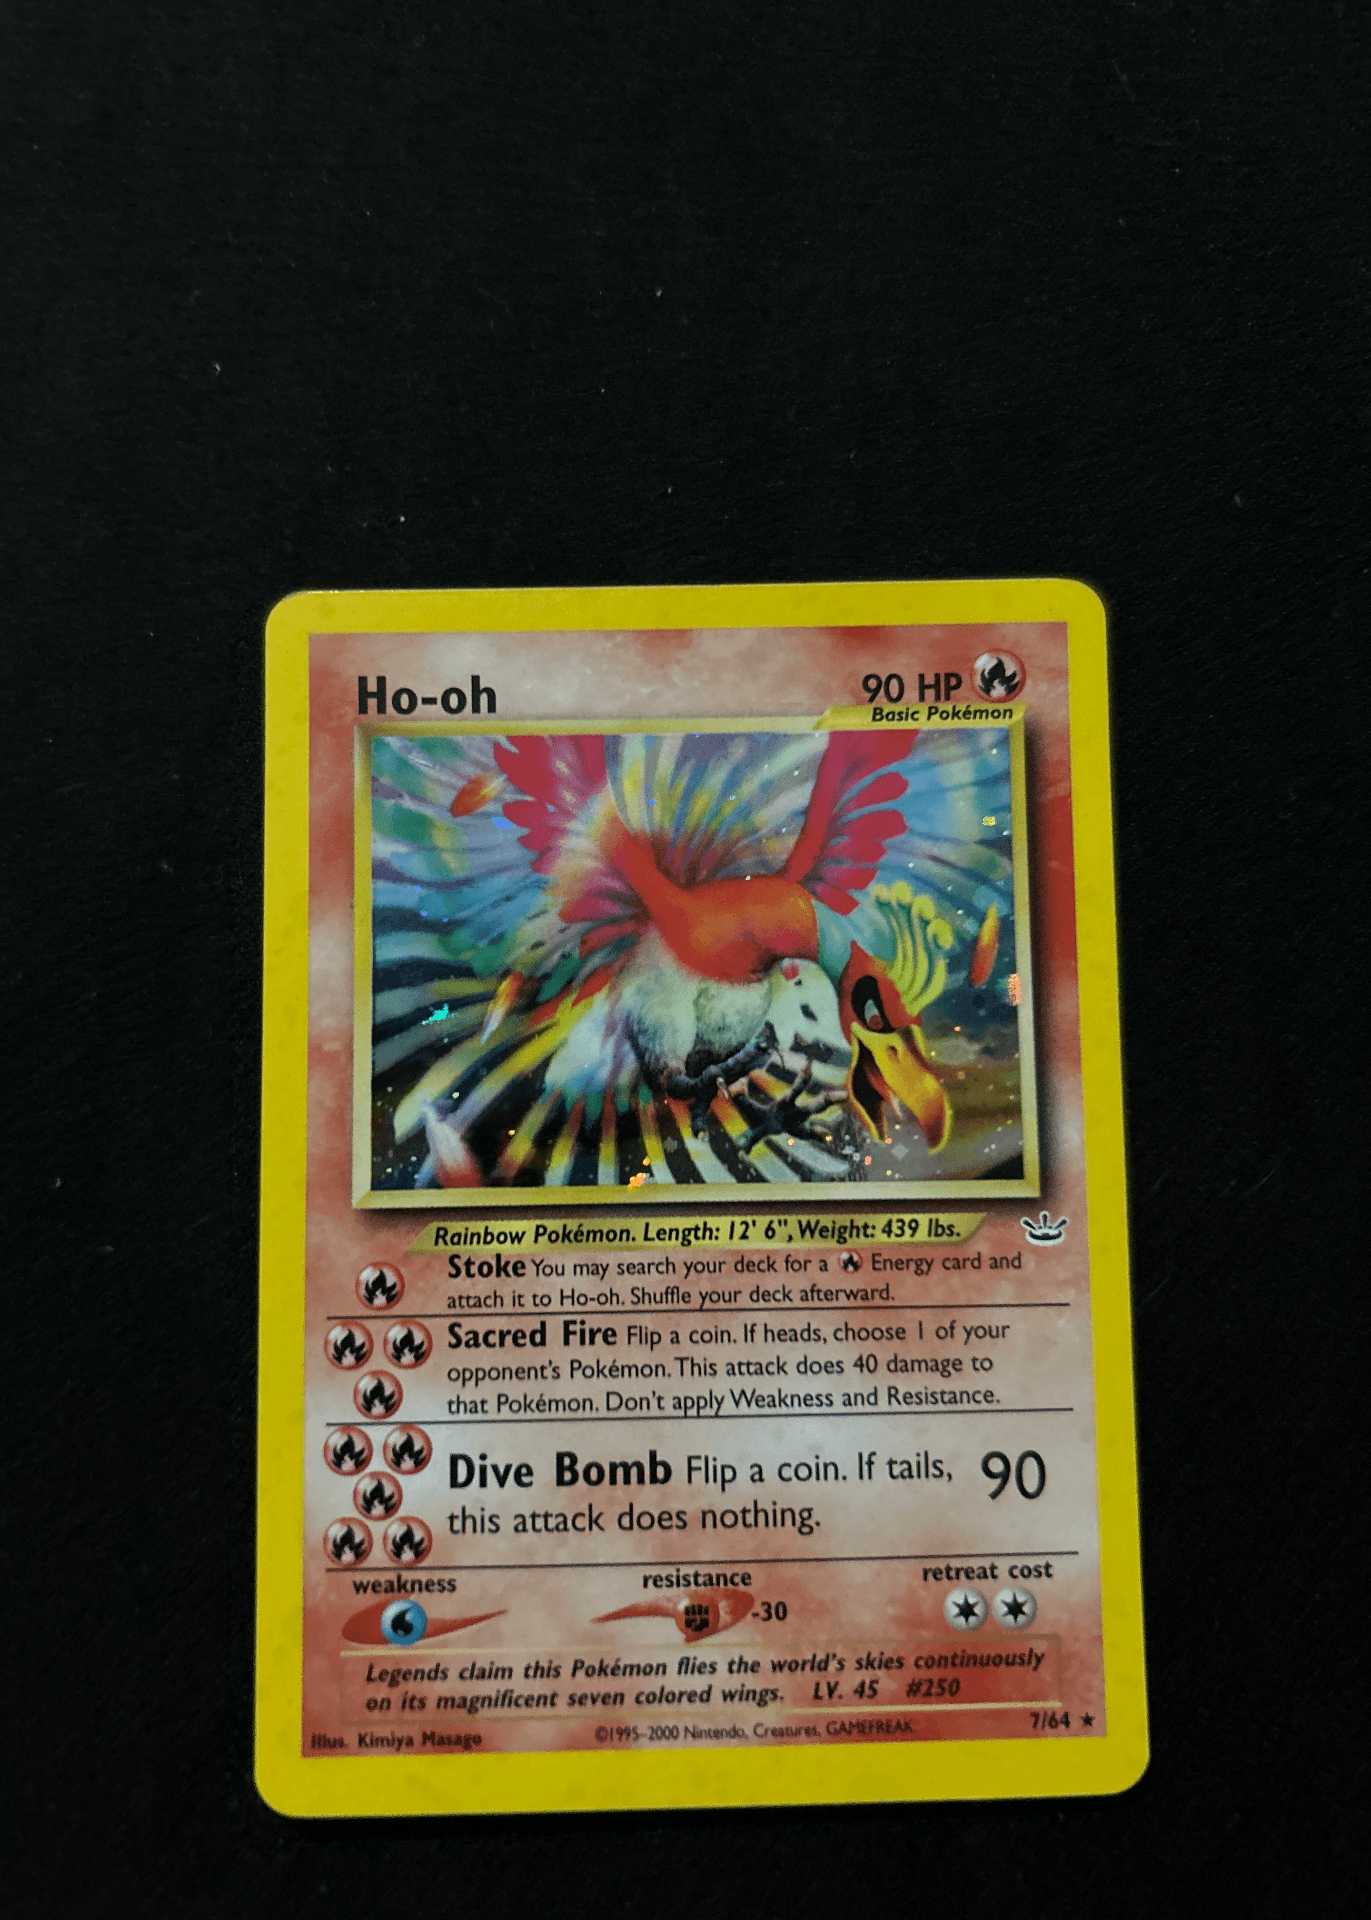 Ho-oh
90 HP
Basic Pokémon
Rainbow Pokémon. Length: 12' 6", Weight: 439 lbs.
Stoke You may search your deck for a Energy card and
attach it to Ho-oh. Shuffle your deck afterward.
Sacred Fire Flip a coin. If heads, choose 1 of your
opponent's Pokémon. This attack does 40 damage to
that Pokémon. Don't apply Weakness and Resistance.
Dive Bomb Flip a coin. If tails, 90
this attack does nothing.
weakness resistance retreat cost
-30
Legends claim this Pokémon flies the world's skies continuously
on its magnificent seven colored wings. LV. 45 #250
Illus. Kimiya Masago ©1995-2000 Nintendo, Creatures, GAMEFREAK 7/64 ★